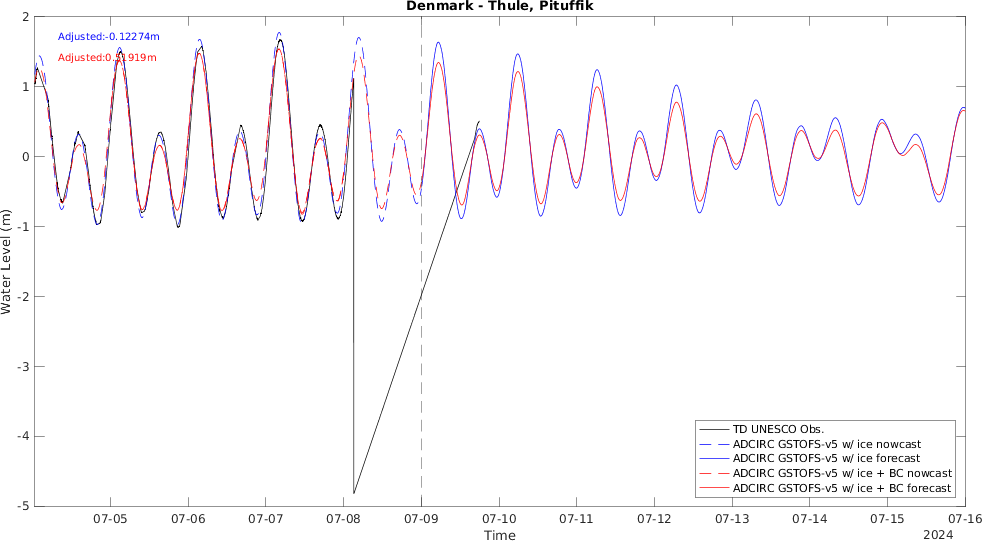 Denmark - Thule, Pituffik
Adjusted:-0.12274m
Water Level (m)
2
1
0
-1
-2
-3
-4
-5
07-05
07-06
07-07
07-08
07-09
07-10
07-11
07-12
07-13
07-14
07-15
07-16
Time
2024
TD UNESCO Obs.
ADCIRC GSTOFS-v5 w/ ice nowcast
ADCIRC GSTOFS-v5 w/ ice forecast
ADCIRC GSTOFS-v5 w/ ice + BC nowcast
ADCIRC GSTOFS-v5 w/ ice + BC forecast